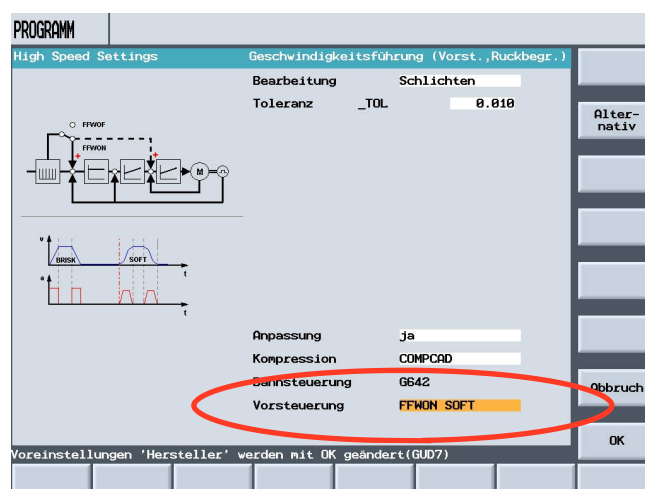 PROGRAMM
High Speed Settings
Geschwindigkeitsführung (Vorst.,Ruckbegr.)
Bearbeitung Schlichten
Toleranz _TOL 0.010
Alter-
nativ
FFWOF
FFWON
M
v
BRISK
SOFT
t
a
t
Anpassung ja
Kompression COMPCAD
Bahnsteuerung G642
Abbruch
Vorsteuerung FFWON SOFT
OK
Voreinstellungen 'Hersteller' werden mit OK geändert(GUD7)